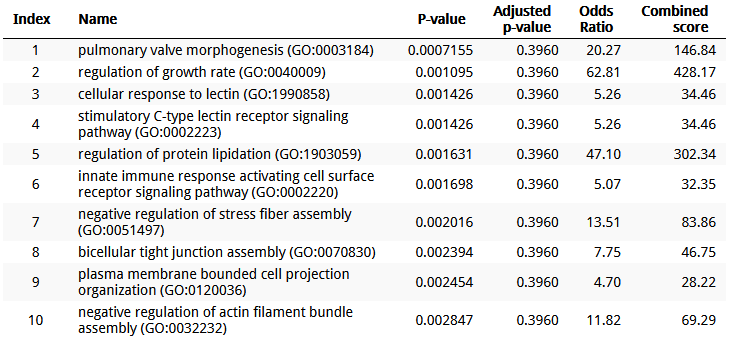 Index Name P-value Adjusted p-value Odds Ratio Combined score
1 pulmonary valve morphogenesis (GO:0003184) 0.0007155 0.3960 20.27 146.84
2 regulation of growth rate (GO:0040009) 0.001095 0.3960 62.81 428.17
3 cellular response to lectin (GO:1990858) 0.001426 0.3960 5.26 34.46
4 stimulatory C-type lectin receptor signaling pathway (GO:0002223) 0.001426 0.3960 5.26 34.46
5 regulation of protein lipidation (GO:1903059) 0.001631 0.3960 47.10 302.34
6 innate immune response activating cell surface receptor signaling pathway (GO:0002220) 0.001698 0.3960 5.07 32.35
7 negative regulation of stress fiber assembly (GO:0051497) 0.002016 0.3960 13.51 83.86
8 bicellular tight junction assembly (GO:0070830) 0.002394 0.3960 7.75 46.75
9 plasma membrane bounded cell projection organization (GO:0120036) 0.002454 0.3960 4.70 28.22
10 negative regulation of actin filament bundle assembly (GO:0032232) 0.002847 0.3960 11.82 69.29